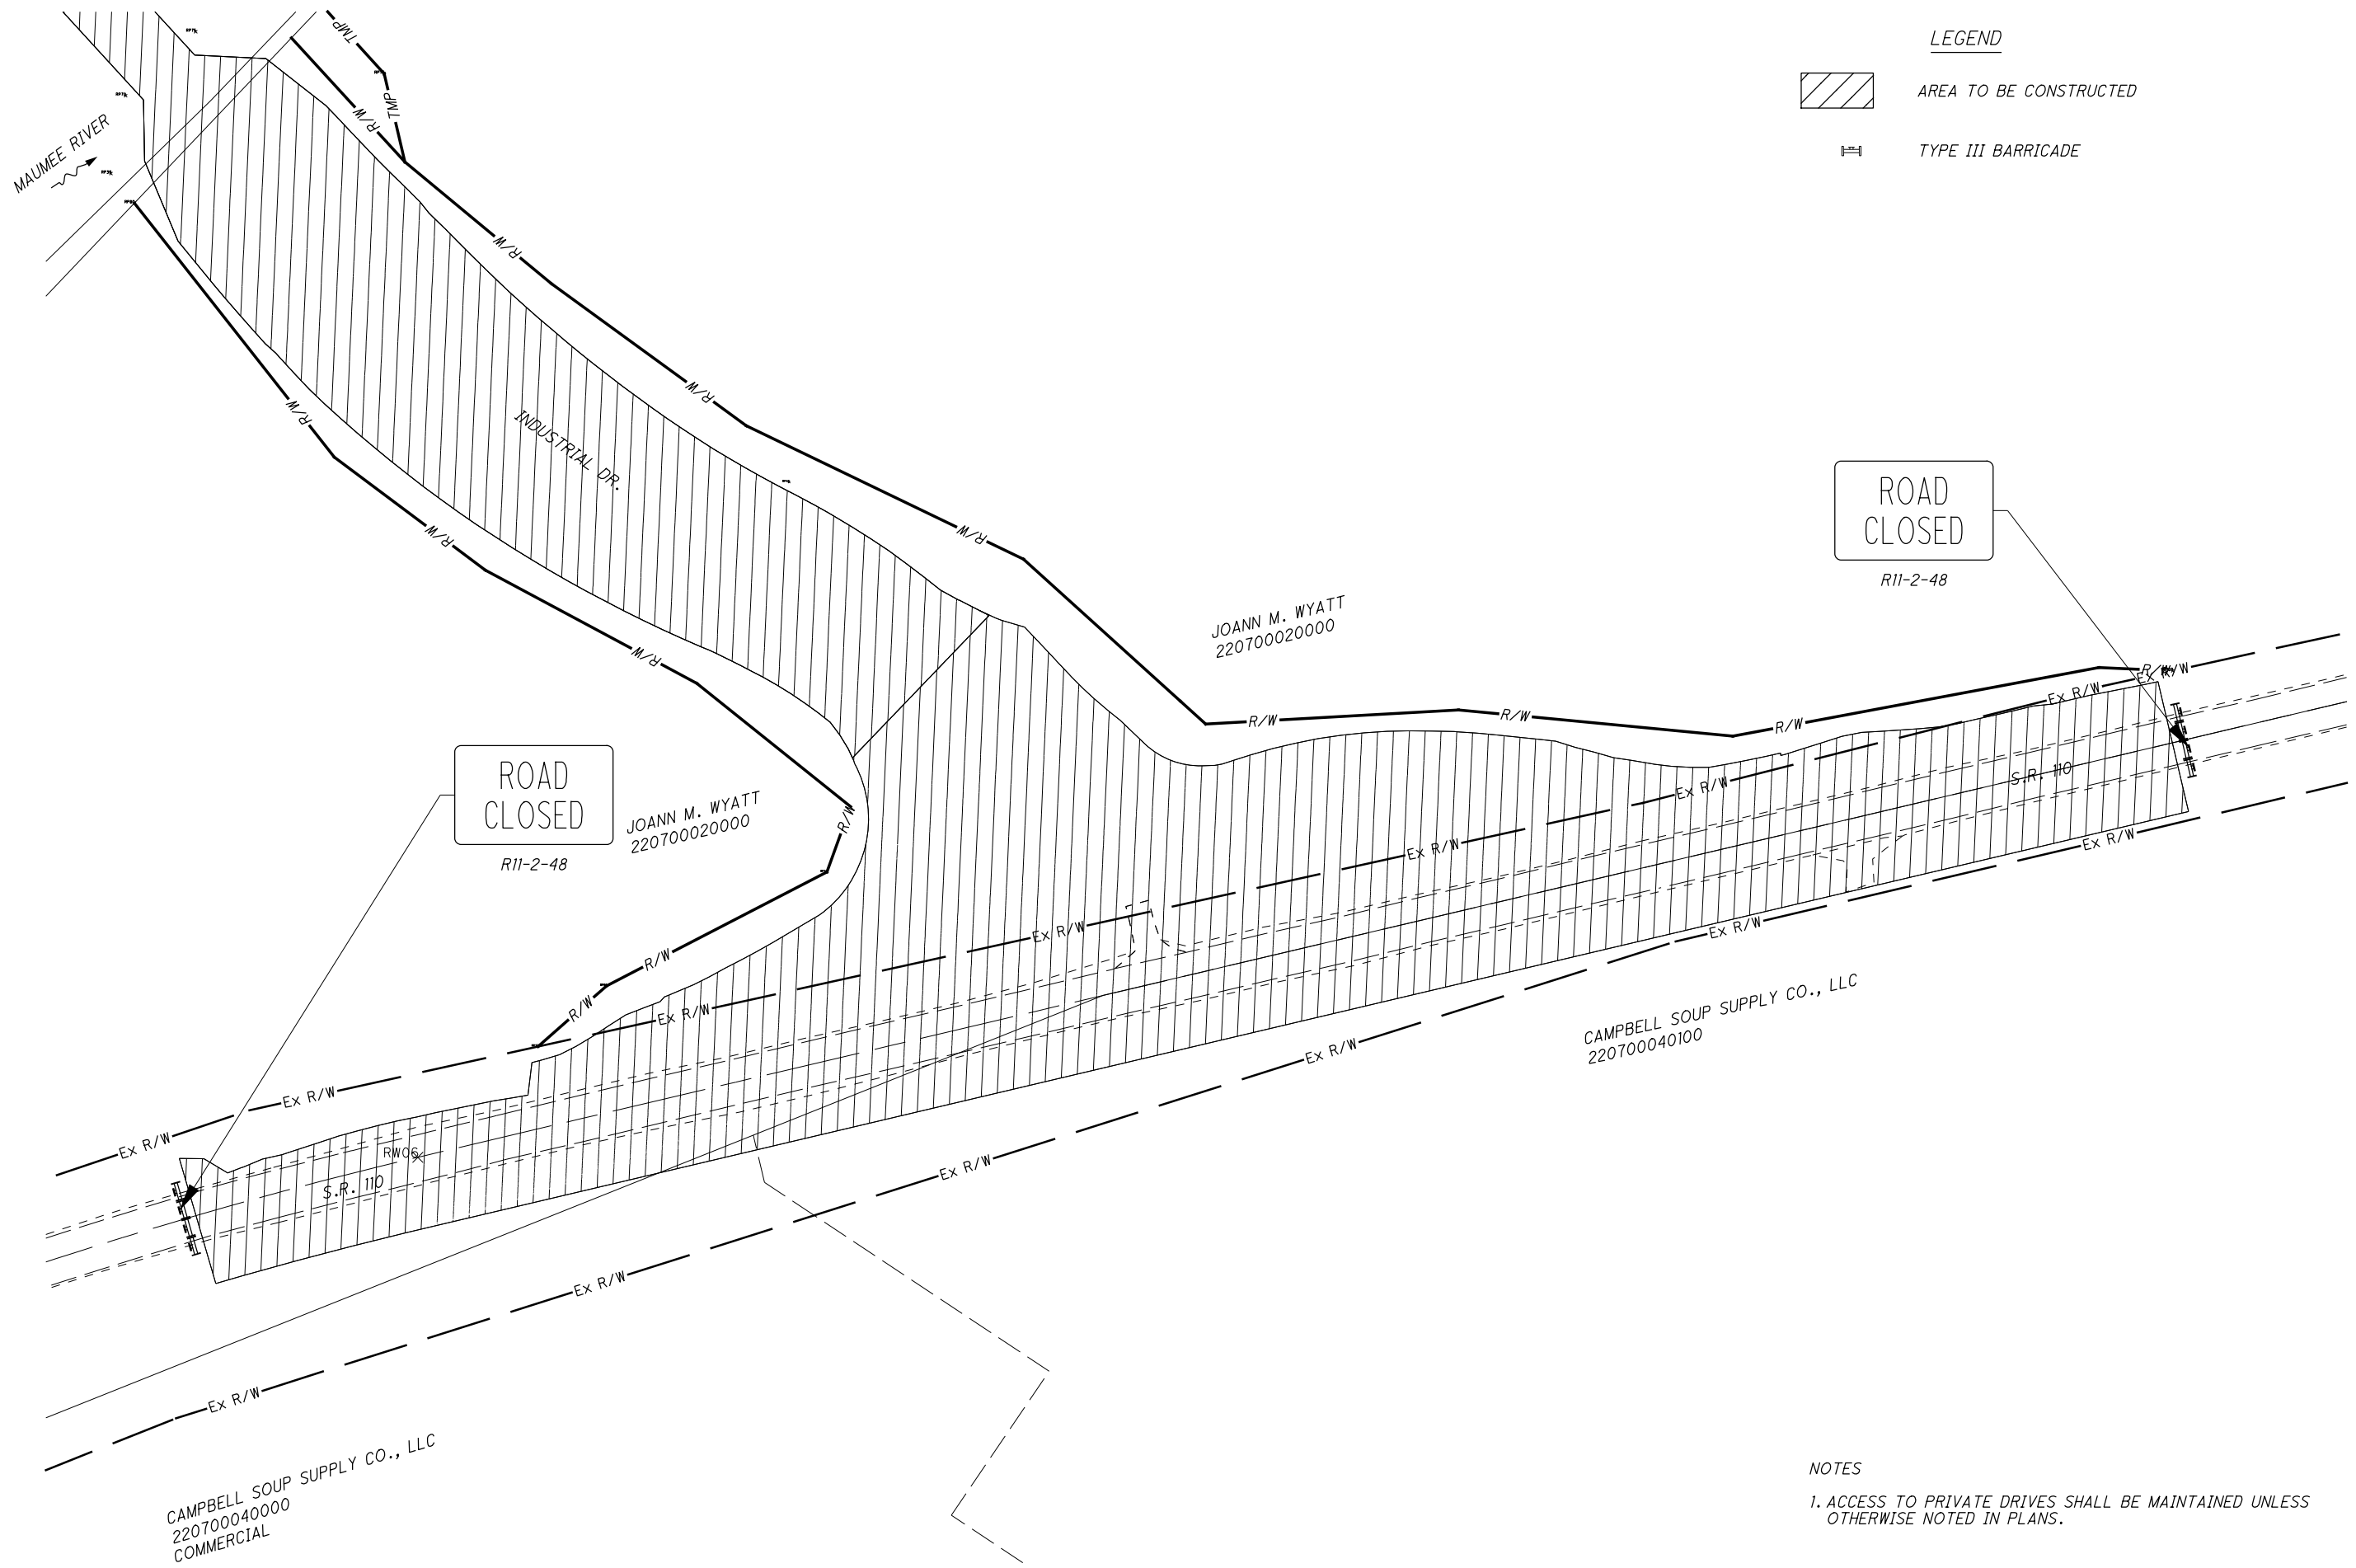 LEGEND
AREA TO BE CONSTRUCTED
TYPE III BARRICADE
TMP
TMP
R/W
MAUMEE RIVER
R/W
R/W
R/W
INDUSTRIAL DR.
R/W
R/W
R/W
ROAD
CLOSED
R11-2-48
JOANN M. WYATT
220700020000
R/W
R/W
R/W
R/W
Ex R/W
Ex R/W
Ex R/W
S.R. 110
ROAD
CLOSED
R11-2-48
JOANN M. WYATT
220700020000
R/W
Ex R/W
Ex R/W
Ex R/W
R/W
Ex R/W
Ex R/W
R/W
Ex R/W
Ex R/W
Ex R/W
RW06
S.R. 110
CAMPBELL SOUP SUPPLY CO., LLC
220700040100
Ex R/W
Ex R/W
Ex R/W
Ex R/W
CAMPBELL SOUP SUPPLY CO., LLC
220700040000
COMMERCIAL
NOTES
1. ACCESS TO PRIVATE DRIVES SHALL BE MAINTAINED UNLESS
OTHERWISE NOTED IN PLANS.